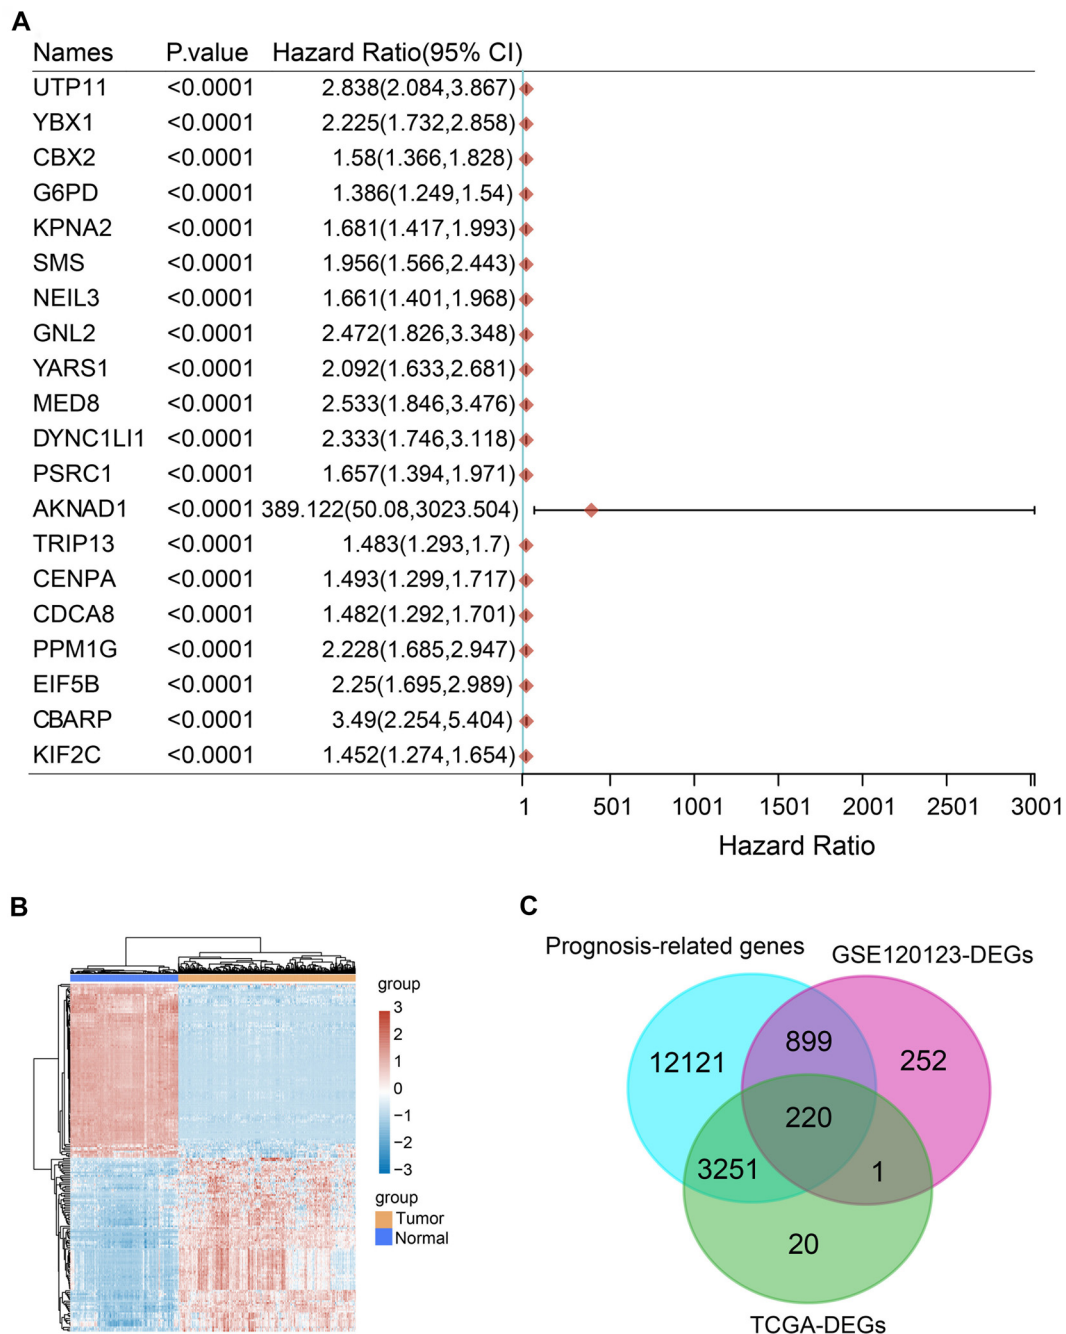 A
Names P.value Hazard Ratio(95% CI)
UTP11 <0.0001 2.838(2.084,3.867)
YBX1 <0.0001 2.225(1.732,2.858)
CBX2 <0.0001 1.58(1.366,1.828)
G6PD <0.0001 1.386(1.249,1.54)
KPNA2 <0.0001 1.681(1.417,1.993)
SMS <0.0001 1.956(1.566,2.443)
NEIL3 <0.0001 1.661(1.401,1.968)
GNL2 <0.0001 2.472(1.826,3.348)
YARS1 <0.0001 2.092(1.633,2.681)
MED8 <0.0001 2.533(1.846,3.476)
DYNC1LI1 <0.0001 2.333(1.746,3.118)
PSRC1 <0.0001 1.657(1.394,1.971)
AKNAD1 <0.0001 389.122(50.08,3023.504)
TRIP13 <0.0001 1.483(1.293,1.7)
CENPA <0.0001 1.493(1.299,1.717)
CDCA8 <0.0001 1.482(1.292,1.701)
PPM1G <0.0001 2.228(1.685,2.947)
EIF5B <0.0001 2.25(1.695,2.989)
CBARP <0.0001 3.49(2.254,5.404)
KIF2C <0.0001 1.452(1.274,1.654)
1 501 1001 1501 2001 2501 3001
Hazard Ratio
B
group
3
2
1
0
−1
−2
−3
group
Tumor
Normal
C
Prognosis-related genes
GSE120123-DEGs
12121
899
252
220
3251
1
20
TCGA-DEGs